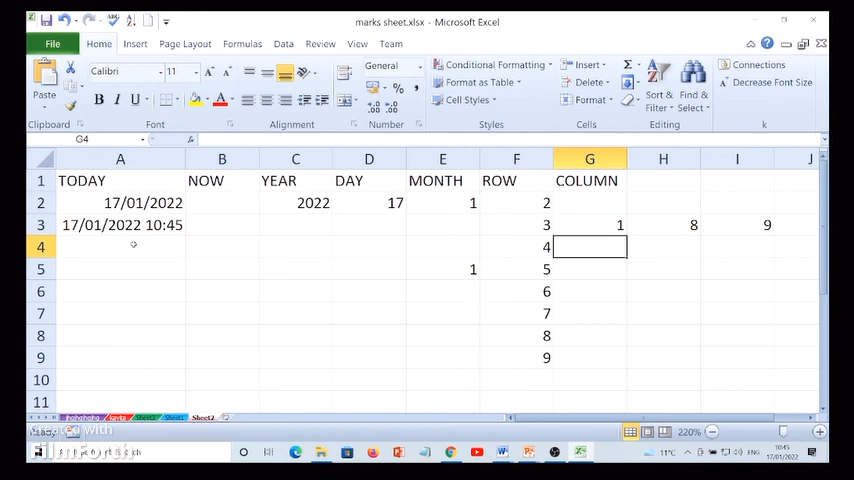 marks sheet.xlsx - Microsoft Excel
File Home Insert Page Layout Formulas Data Review View Team
Paste
Calibri 11
B I U
General
Conditional Formatting
Format as Table
Cell Styles
Insert
Delete
Format
Sort & Filter
Find & Select
Connections
Decrease Font Size
Clipboard Font Alignment Number Styles Cells Editing k
G4 fx
A B C D E F G H I J
1 TODAY NOW YEAR DAY MONTH ROW COLUMN
2 17/01/2022 2022 17 1 2
3 17/01/2022 10:45 3 1 8 9
4 4
5 1 5
6 6
7 7
8 8
9 9
10
11
Sheet1 Sheet2
220%
Created with
FilmForth
11°C
10:45
17/01/2022